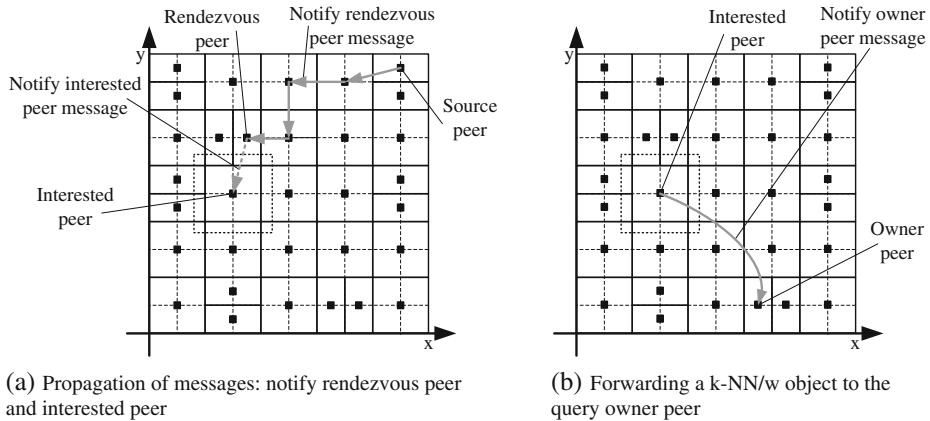 Rendezvous
peer
Notify rendezvous
peer message
y
Notify interested
peer message
Source
peer
Interested
peer
x
(a) Propagation of messages: notify rendezvous peer
and interested peer
Interested
peer
Notify owner
peer message
y
Owner
peer
x
(b) Forwarding a k-NN/w object to the
query owner peer